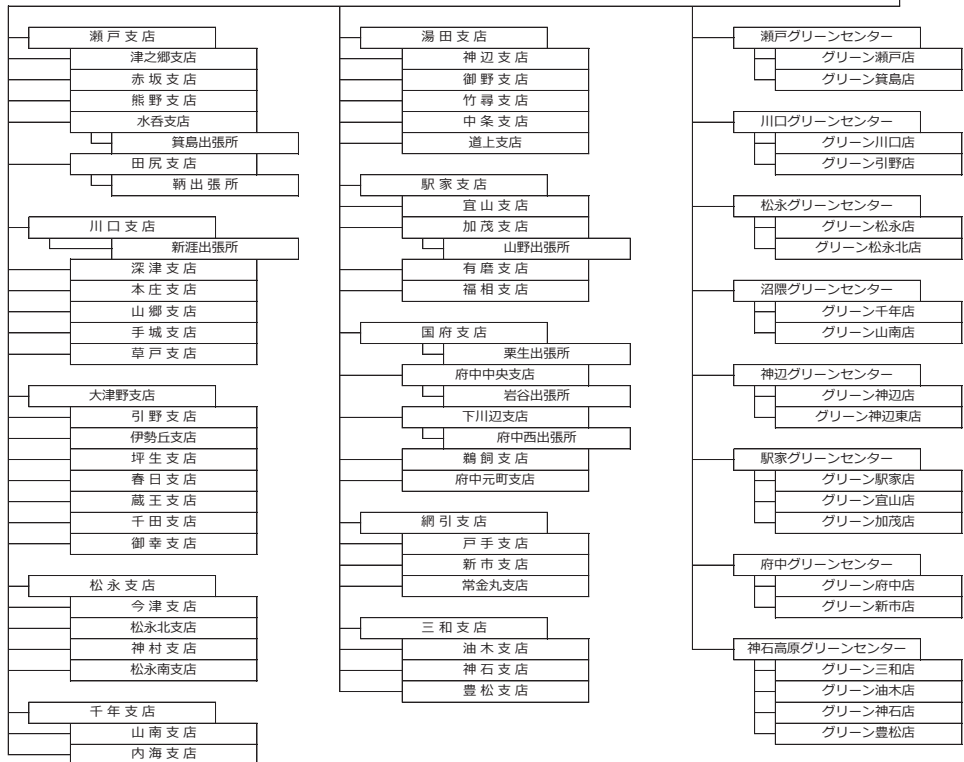 瀬戸支店
津之郷支店
赤坂支店
熊野支店
水呑支店
箕島出張所
田尻支店
鞆出張所
川口支店
新涯出張所
深津支店
本庄支店
山郷支店
手城支店
草戸支店
大津野支店
引野支店
伊勢丘支店
坪生支店
春日支店
蔵王支店
千田支店
御幸支店
松永支店
今津支店
松永北支店
神村支店
松永南支店
千年支店
山南支店
内海支店
湯田支店
神辺支店
御野支店
竹尋支店
中条支店
道上支店
駅家支店
宜山支店
加茂支店
山野出張所
有磨支店
福相支店
国府支店
栗生出張所
府中中央支店
岩谷出張所
下川辺支店
府中西出張所
鵜飼支店
府中元町支店
網引支店
戸手支店
新市支店
常金丸支店
三和支店
油木支店
神石支店
豊松支店
瀬戸グリーンセンター
グリーン瀬戸店
グリーン箕島店
川口グリーンセンター
グリーン川口店
グリーン引野店
松永グリーンセンター
グリーン松永店
グリーン松永北店
沼隈グリーンセンター
グリーン千年店
グリーン山南店
神辺グリーンセンター
グリーン神辺店
グリーン神辺東店
駅家グリーンセンター
グリーン駅家店
グリーン宜山店
グリーン加茂店
府中グリーンセンター
グリーン府中店
グリーン新市店
神石高原グリーンセンター
グリーン三和店
グリーン油木店
グリーン神石店
グリーン豊松店